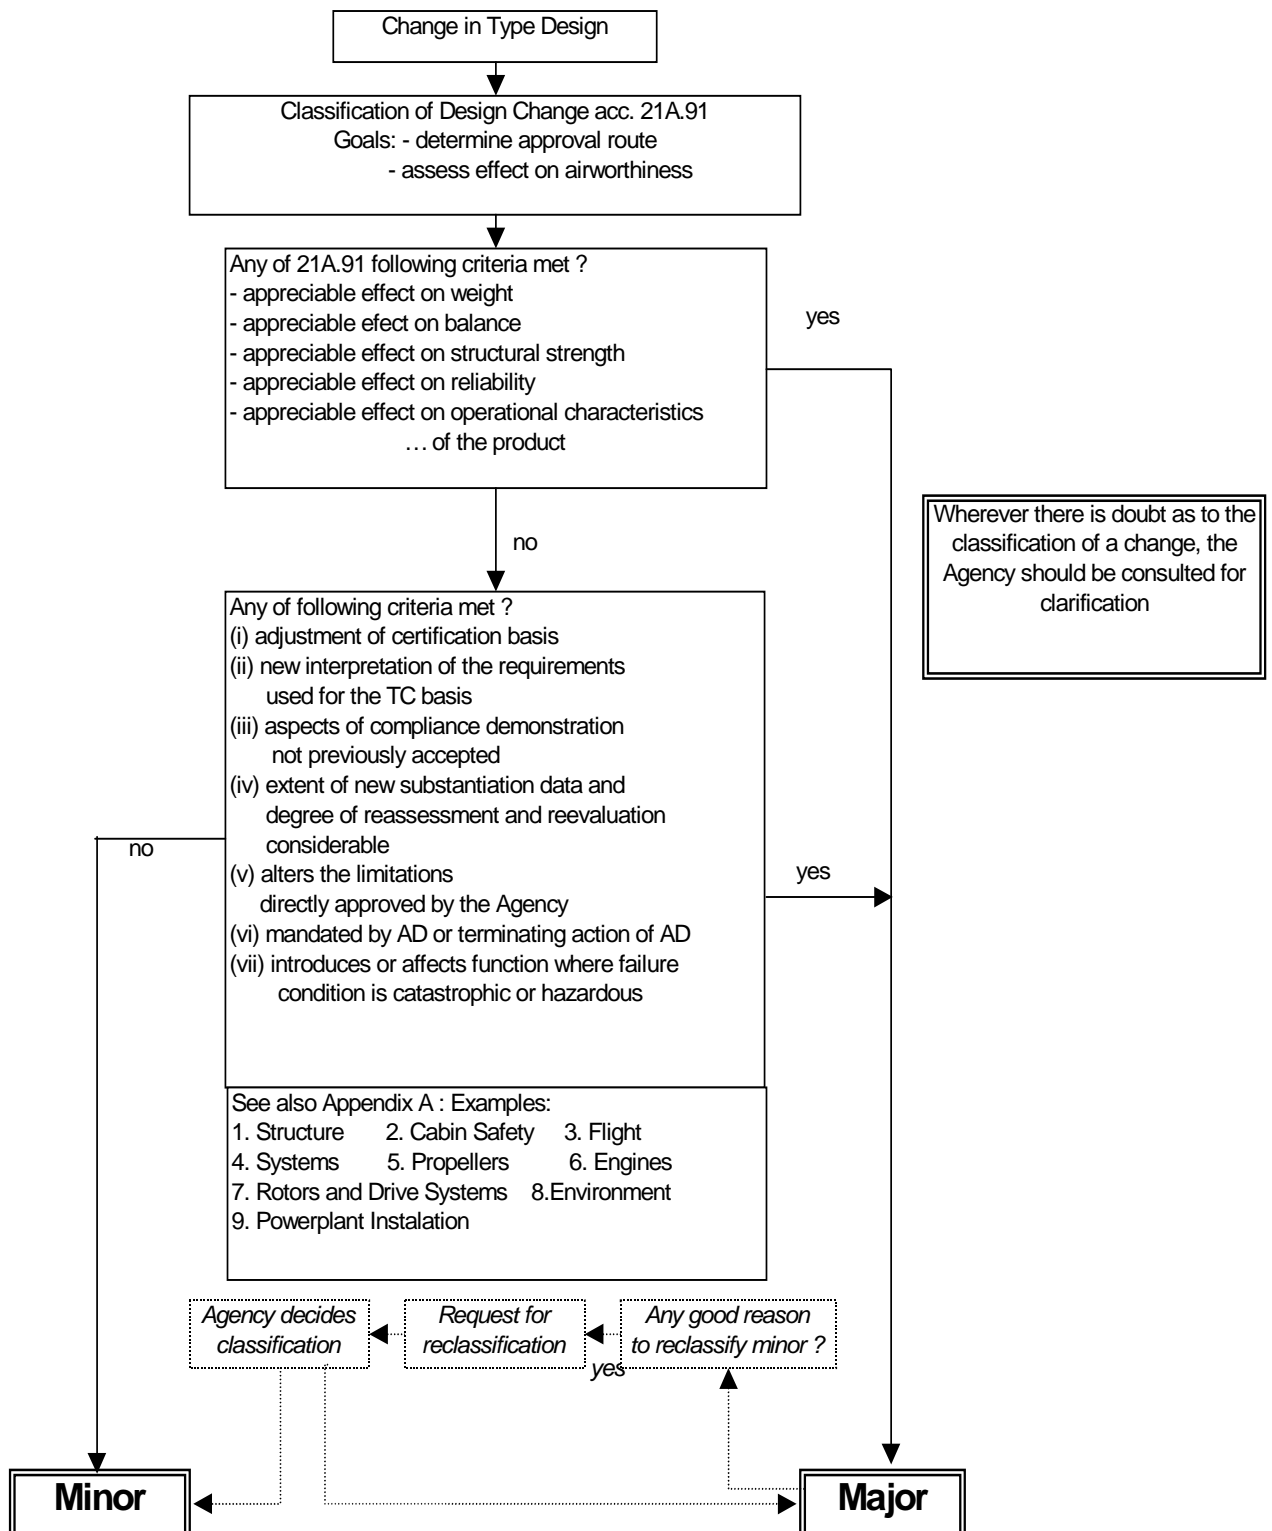 Change in Type Design
Classification of Design Change acc. 21A.91
Goals: - determine approval route
- assess effect on airworthiness
Any of 21A.91 following criteria met ?
- appreciable effect on weight
- appreciable efect on balance
- appreciable effect on structural strength
- appreciable effect on reliability
- appreciable effect on operational characteristics
… of the product
yes
no
Wherever there is doubt as to the
classification of a change, the
Agency should be consulted for
clarification
Any of following criteria met ?
(i) adjustment of certification basis
(ii) new interpretation of the requirements
used for the TC basis
(iii) aspects of compliance demonstration
not previously accepted
(iv) extent of new substantiation data and
degree of reassessment and reevaluation
considerable
(v) alters the limitations
directly approved by the Agency
(vi) mandated by AD or terminating action of AD
(vii) introduces or affects function where failure
condition is catastrophic or hazardous
no
yes
See also Appendix A : Examples:
1. Structure 2. Cabin Safety 3. Flight
4. Systems 5. Propellers 6. Engines
7. Rotors and Drive Systems 8.Environment
9. Powerplant Instalation
Agency decides
classification
Request for
reclassification
Any good reason
to reclassify minor ?
yes
Minor
Major